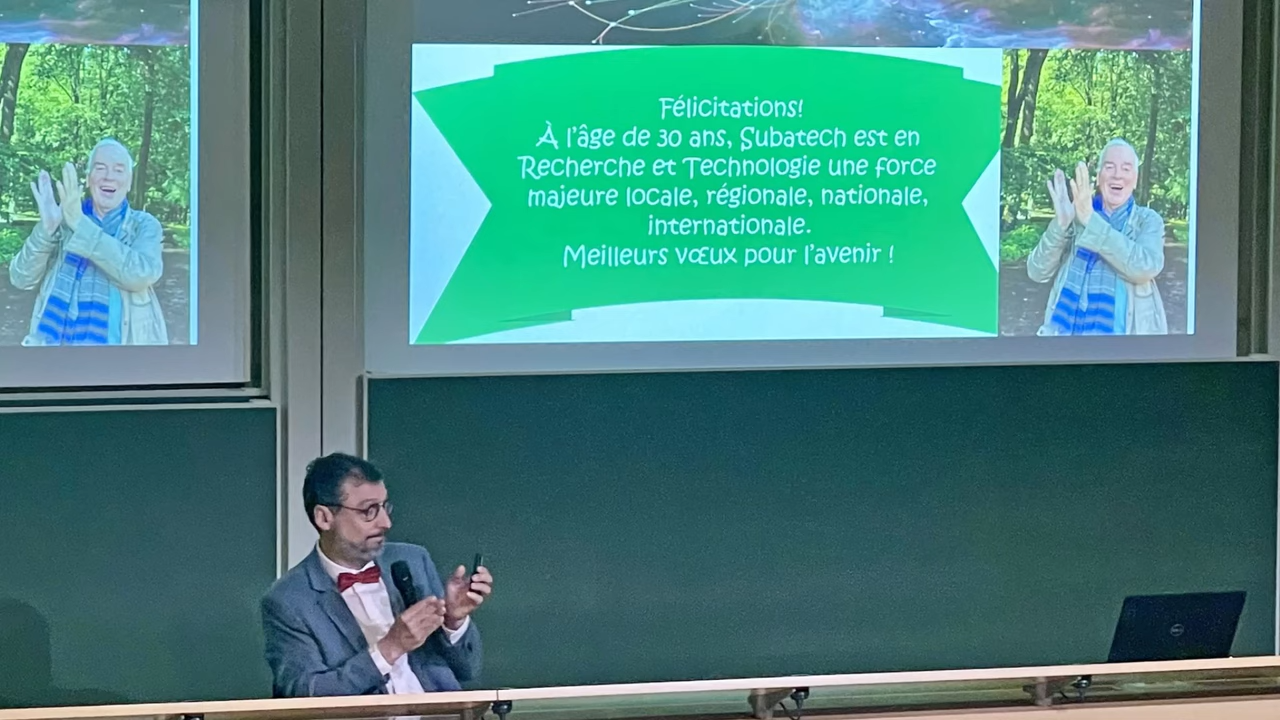 Félicitations!
À l'âge de 30 ans, Subatech est en
Recherche et Technologie une force
majeure locale, régionale, nationale,
internationale.
Meilleurs vœux pour l'avenir !
DELL